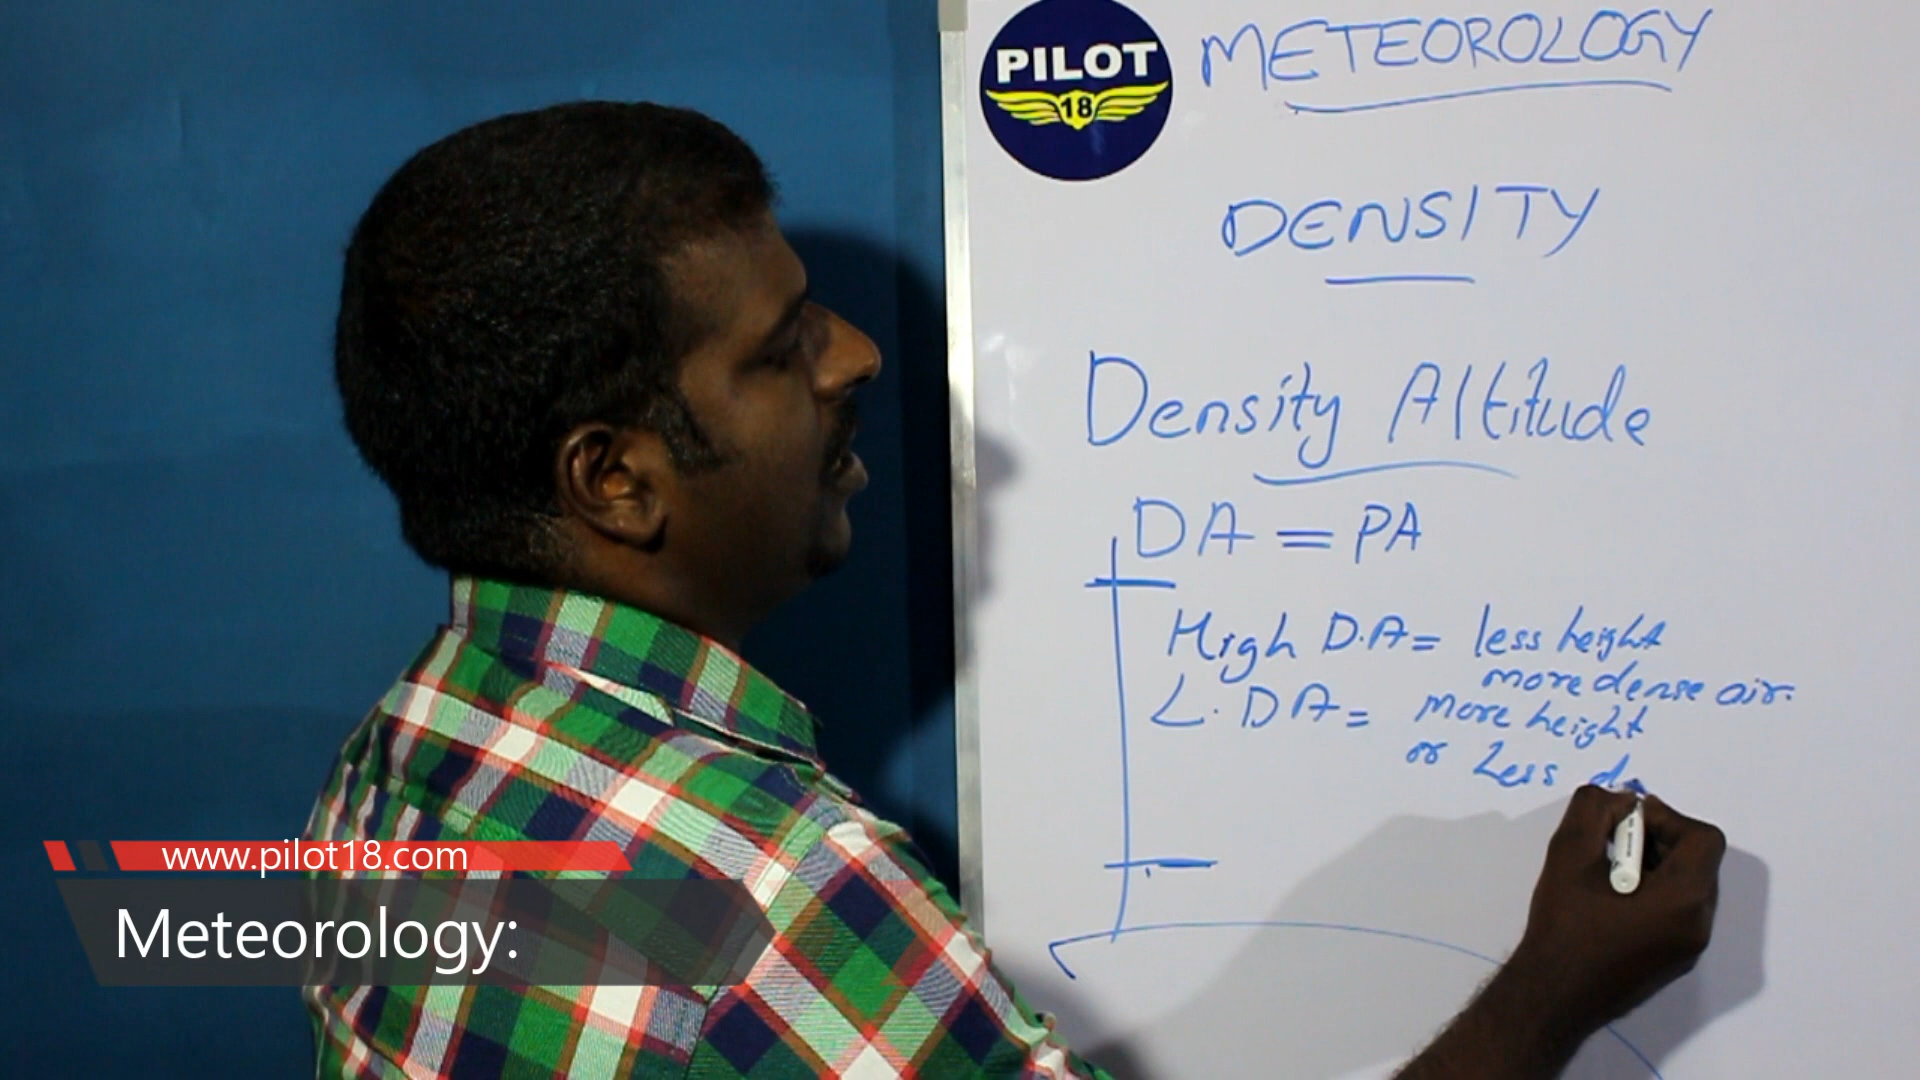 PILOT
18
METEOROLOGY
DENSITY
Density Altitude
DA = PA
High D.A = less height
more dense air.
L. DA = more height
or Less d
www.pilot18.com
Meteorology: